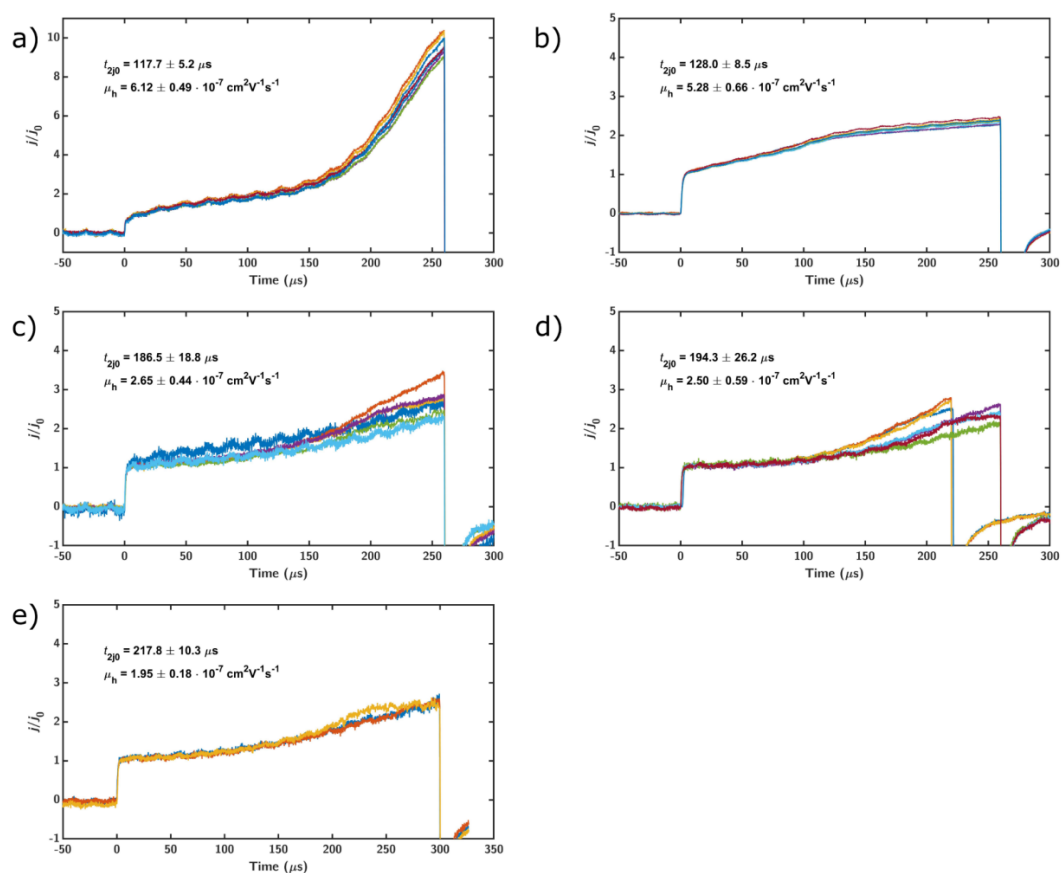 a)
t2j0 = 117.7 ± 5.2 μs
μh = 6.12 ± 0.49 · 10-7 cm2V-1s-1
j/j0
10
8
6
4
2
0
-50 0 50 100 150 200 250 300
Time (μs)
b)
t2j0 = 128.0 ± 8.5 μs
μh = 5.28 ± 0.66 · 10-7 cm2V-1s-1
j/j0
5
4
3
2
1
0
-1
-50 0 50 100 150 200 250 300
Time (μs)
c)
t2j0 = 186.5 ± 18.8 μs
μh = 2.65 ± 0.44 · 10-7 cm2V-1s-1
j/j0
5
4
3
2
1
0
-1
-50 0 50 100 150 200 250 300
Time (μs)
d)
t2j0 = 194.3 ± 26.2 μs
μh = 2.50 ± 0.59 · 10-7 cm2V-1s-1
j/j0
5
4
3
2
1
0
-1
-50 0 50 100 150 200 250 300
Time (μs)
e)
t2j0 = 217.8 ± 10.3 μs
μh = 1.95 ± 0.18 · 10-7 cm2V-1s-1
j/j0
5
4
3
2
1
0
-1
-50 0 50 100 150 200 250 300 350
Time (μs)